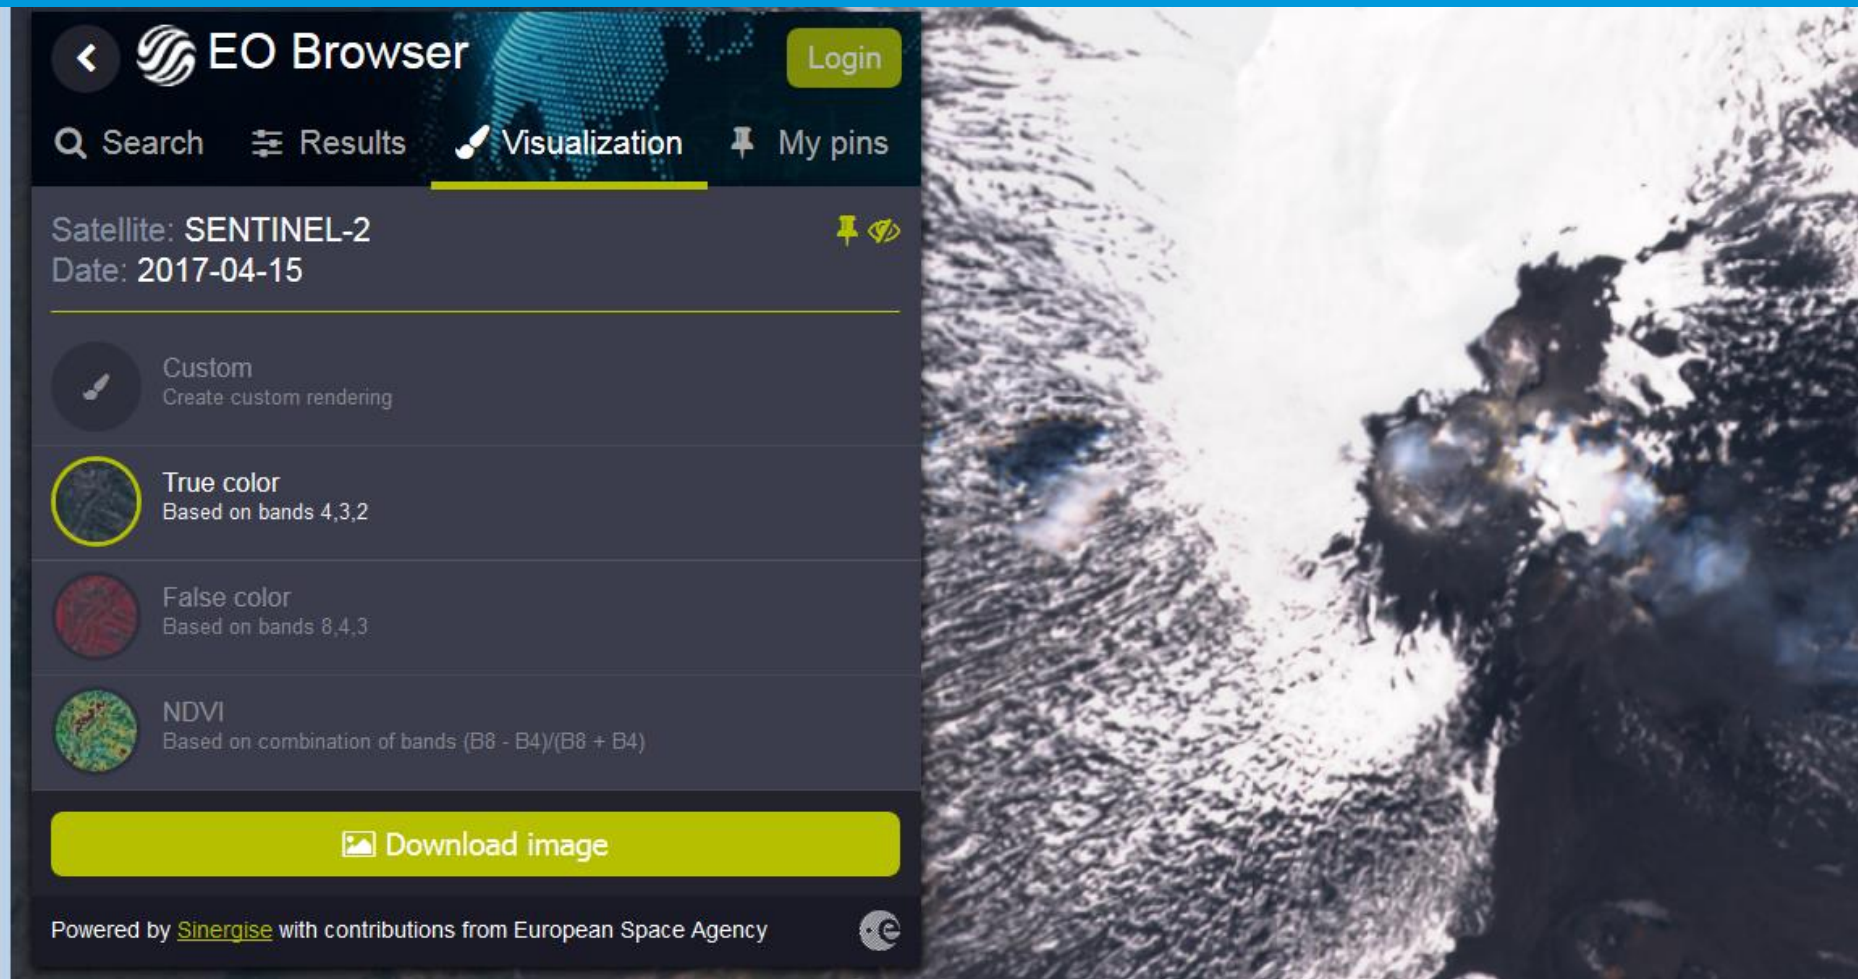 EO Browser
Login
Search Results Visualization My pins
Satellite: SENTINEL-2
Date: 2017-04-15
Custom
Create custom rendering
True color
Based on bands 4,3,2
False color
Based on bands 8,4,3
NDVI
Based on combination of bands (B8 - B4)/(B8 + B4)
Download image
Powered by Sinergise with contributions from European Space Agency